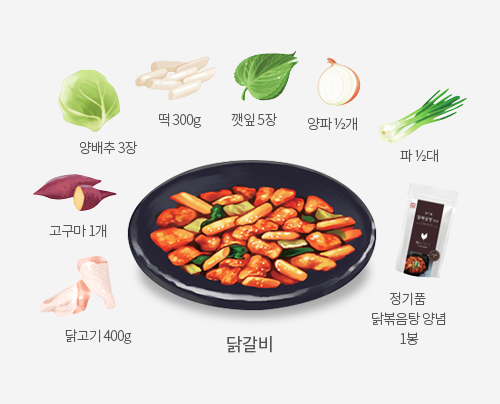 떡 300g
깻잎 5장
양파 ½개
양배추 3장
파 ½대
고구마 1개
정기품
닭볶음탕 양념
1봉
닭고기 400g
닭갈비